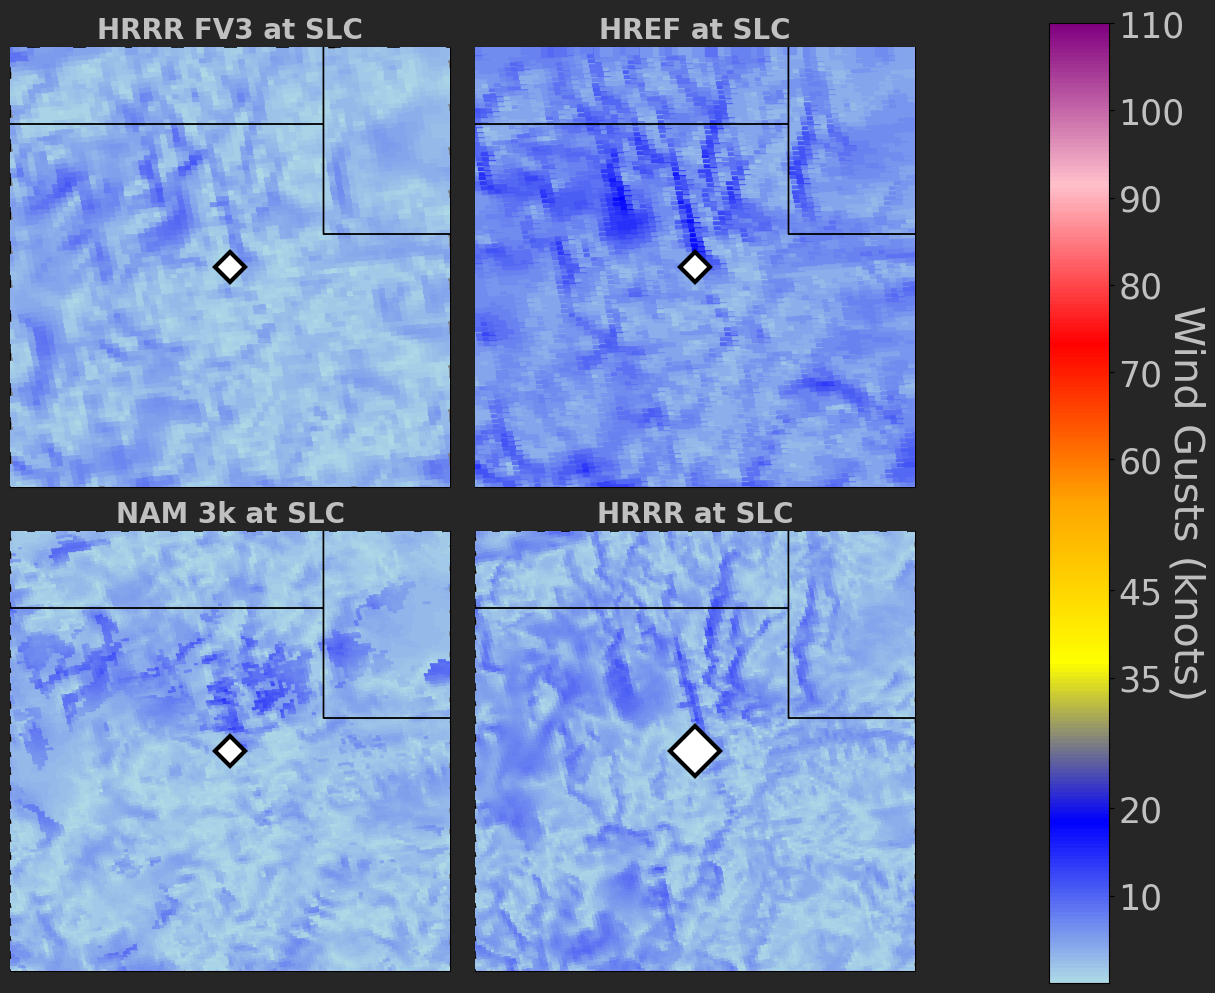 HRRR FV3 at SLC
HREF at SLC
NAM 3k at SLC
HRRR at SLC
110
100
90
80
70
60
45
35
20
10
Wind Gusts (knots)